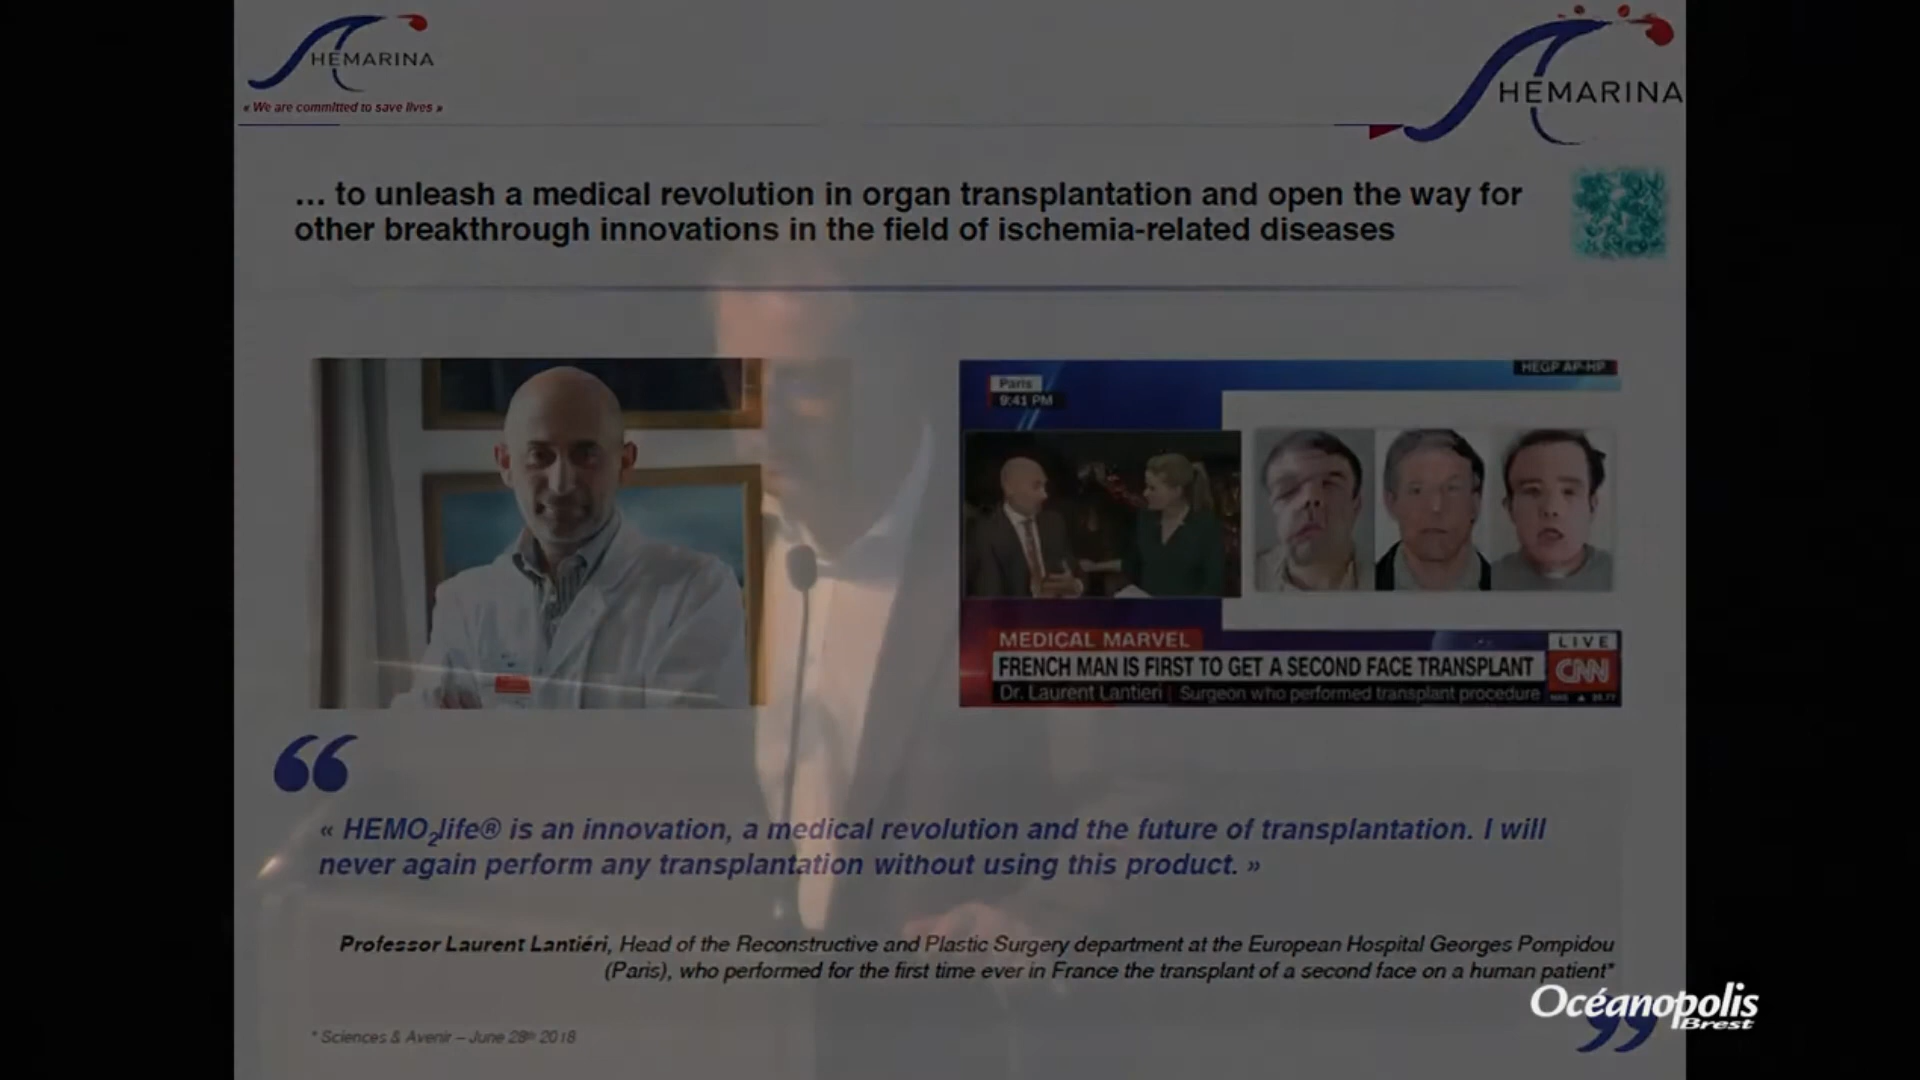 HEMARINA
« We are committed to save lives »
HEMARINA
... to unleash a medical revolution in organ transplantation and open the way for
other breakthrough innovations in the field of ischemia-related diseases
Paris
9:41 PM
HEGP AP-HP
MEDICAL MARVEL
FRENCH MAN IS FIRST TO GET A SECOND FACE TRANSPLANT
Dr. Laurent Lantieri | Surgeon who performed transplant procedure
LIVE
CNN
“
« HEMO2life® is an innovation, a medical revolution and the future of transplantation. I will
never again perform any transplantation without using this product. »
Professor Laurent Lantiéri, Head of the Reconstructive and Plastic Surgery department at the European Hospital Georges Pompidou
(Paris), who performed for the first time ever in France the transplant of a second face on a human patient*
Océanopolis
Brest
”
* Sciences & Avenir – June 28th 2018